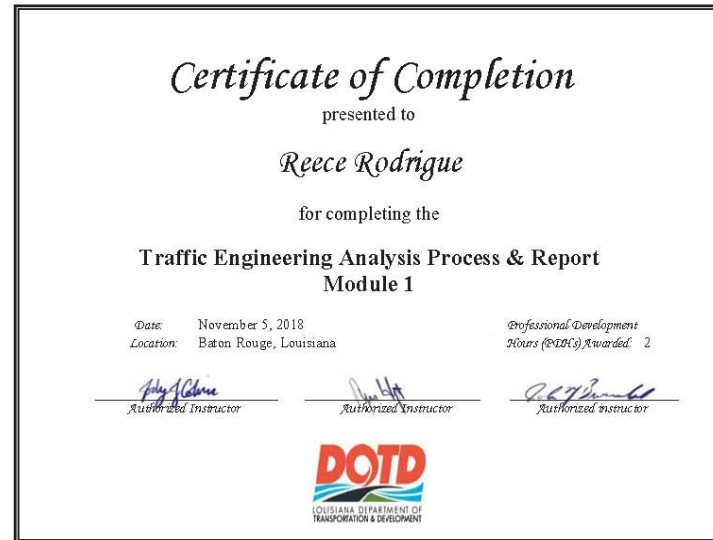 Certificate of Completion
presented to
Reece Rodrigue
for completing the
Traffic Engineering Analysis Process & Report
Module 1
Date: November 5, 2018
Location: Baton Rouge, Louisiana
Professional Development
Hours (PDH's) Awarded: 2
Authorized Instructor
Authorized Instructor
Authorized instructor
DOTD
LOUISIANA DEPARTMENT OF
TRANSPORTATION & DEVELOPMENT